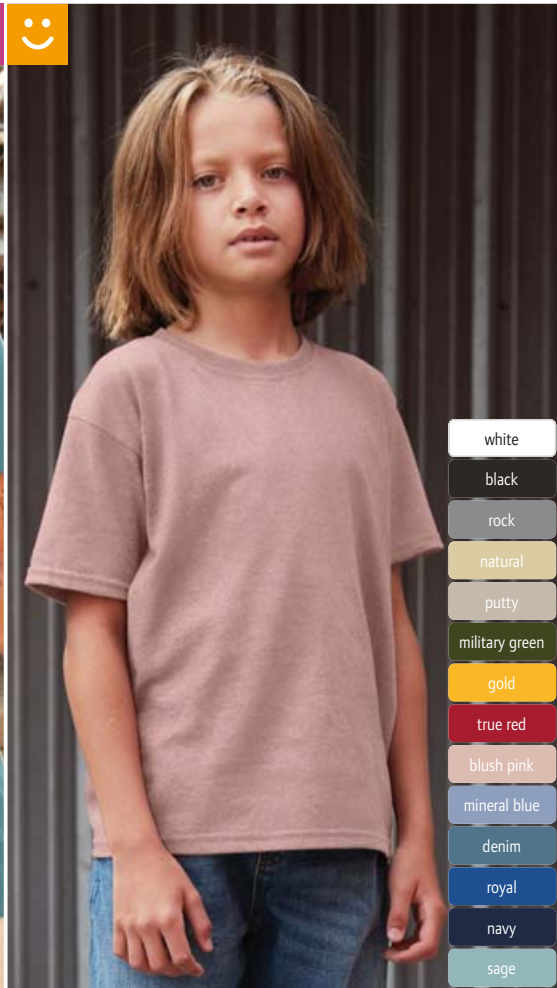 white
black
rock
natural
putty
military green
gold
true red
blush pink
mineral blue
denim
royal
navy
sage